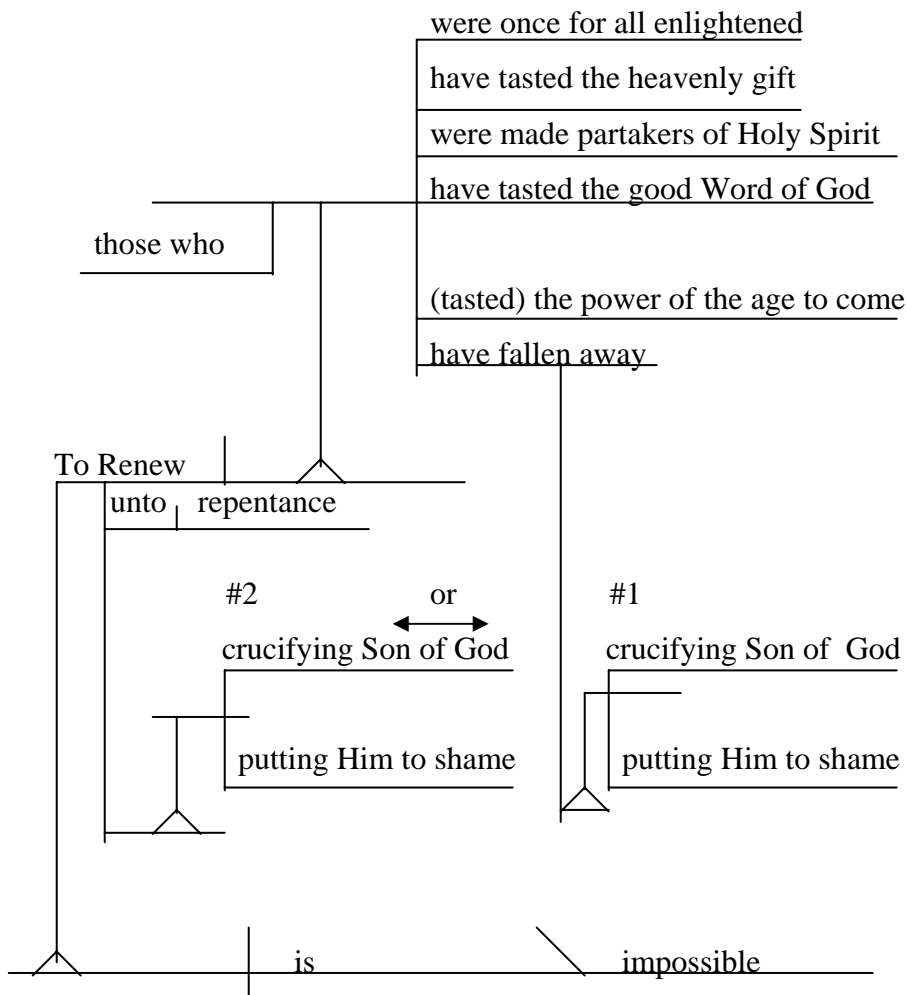 were once for all enlightened
have tasted the heavenly gift
were made partakers of Holy Spirit
have tasted the good Word of God
those who
(tasted) the power of the age to come
have fallen away
To Renew
unto repentance
#2 or #1
crucifying Son of God crucifying Son of God
putting Him to shame putting Him to shame
is impossible